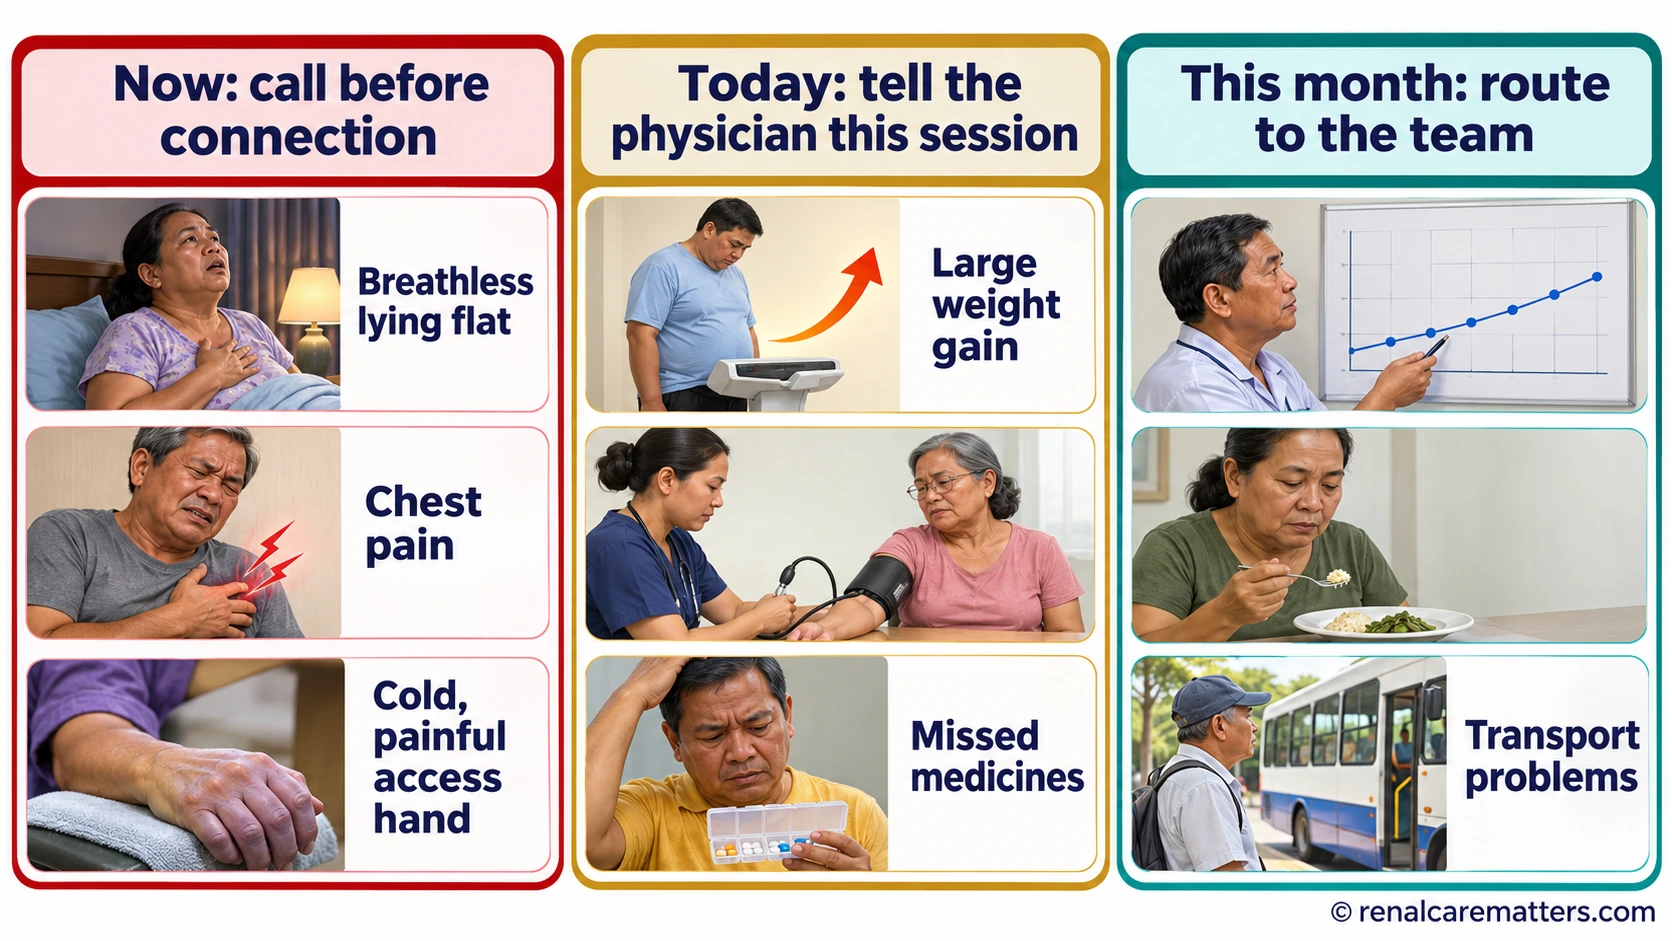 Now: call before
connection
Breathless
lying flat
Chest
pain
Cold,
painful
access
hand
Today: tell the
physician this session
Large
weight
gain
Missed
medicines
This month: route
to the team
Transport
problems
© renalcarematters.com